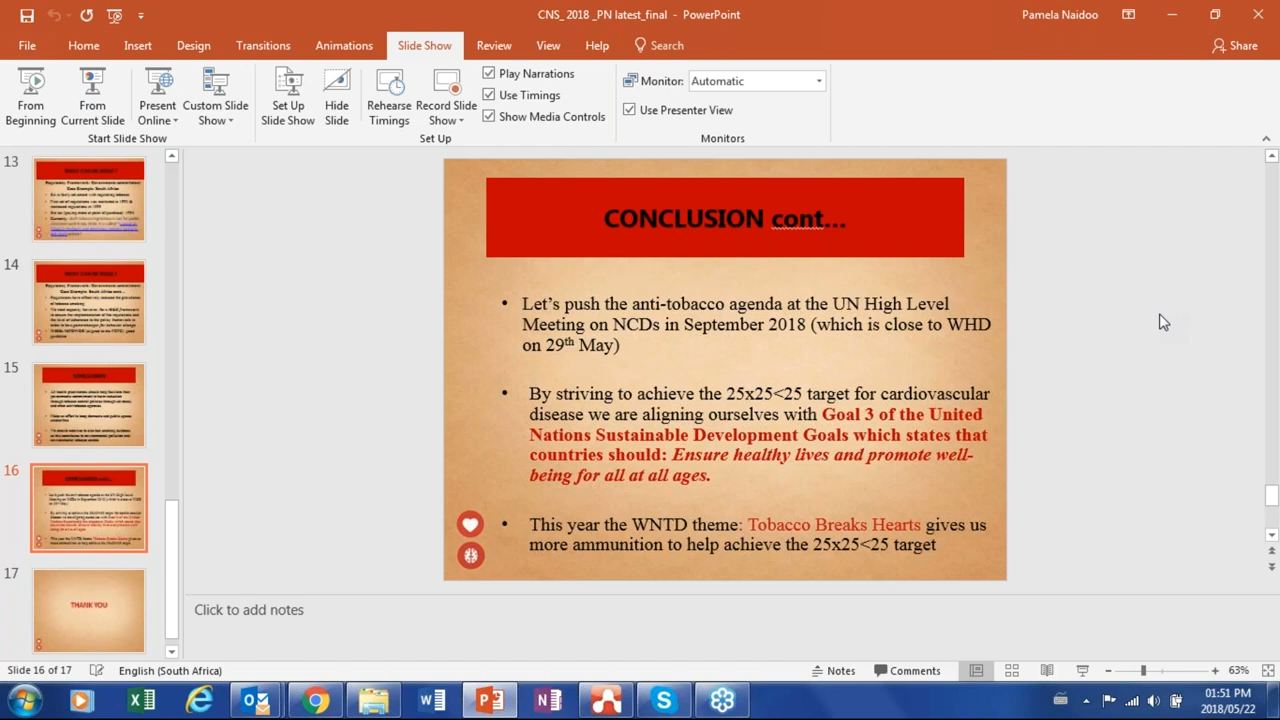 CNS_ 2018 _PN latest_final - PowerPoint
Pamela Naidoo
File Home Insert Design Transitions Animations Slide Show Review View Help Search Share
From Beginning
From Current Slide
Present Online
Custom Slide Show
Start Slide Show
Set Up Slide Show
Hide Slide
Rehearse Timings
Record Slide Show
Play Narrations
Use Timings
Show Media Controls
Set Up
Monitor: Automatic
Use Presenter View
Monitors
13
14
15
CONCLUSION
16
17
THANK YOU
CONCLUSION cont...
• Let's push the anti-tobacco agenda at the UN High Level
Meeting on NCDs in September 2018 (which is close to WHD
on 29th May)
• By striving to achieve the 25x25<25 target for cardiovascular
disease we are aligning ourselves with Goal 3 of the United
Nations Sustainable Development Goals which states that
countries should: Ensure healthy lives and promote well-
being for all at all ages.
• This year the WNTD theme: Tobacco Breaks Hearts gives us
more ammunition to help achieve the 25x25<25 target
Click to add notes
Slide 16 of 17 English (South Africa) Notes Comments 63%
01:51 PM
2018/05/22